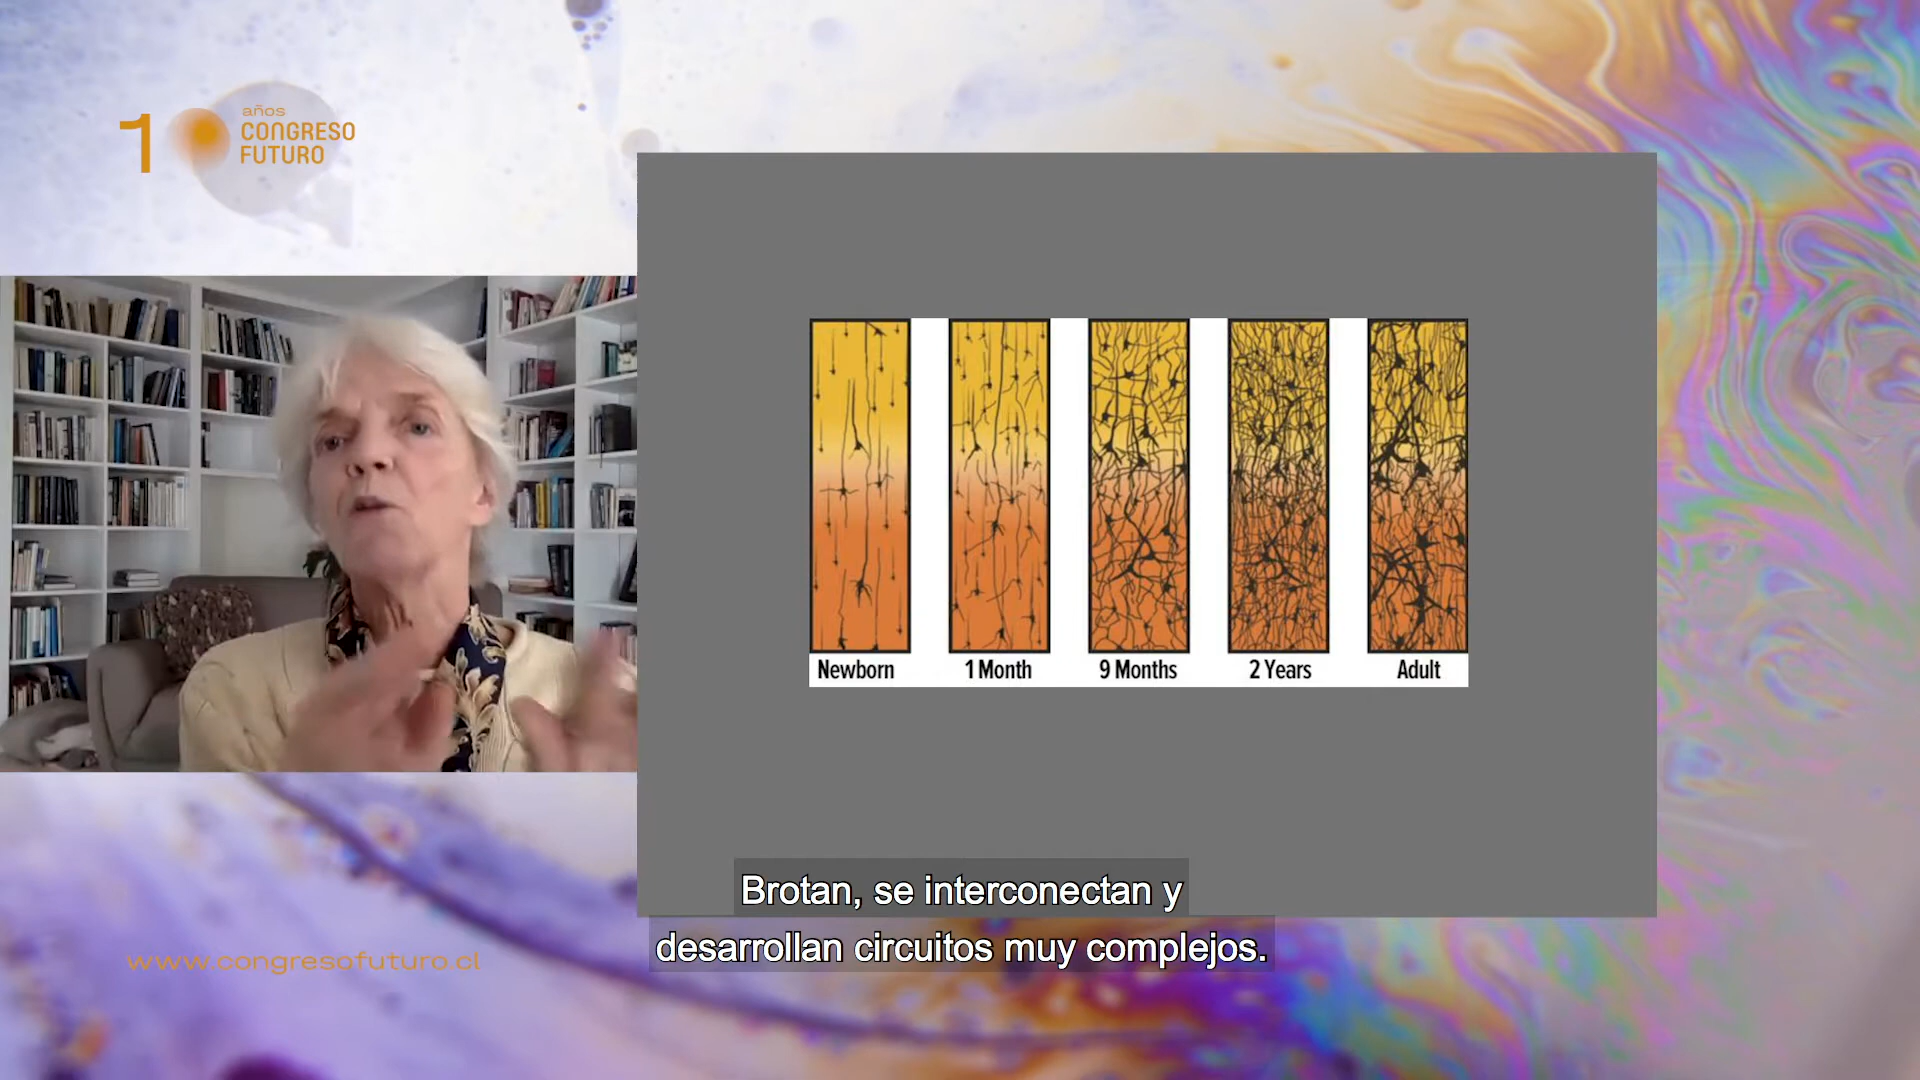 10
años
CONGRESO
FUTURO
Newborn
1 Month
9 Months
2 Years
Adult
Brotan, se interconectan y
desarrollan circuitos muy complejos.
www.congresofuturo.cl